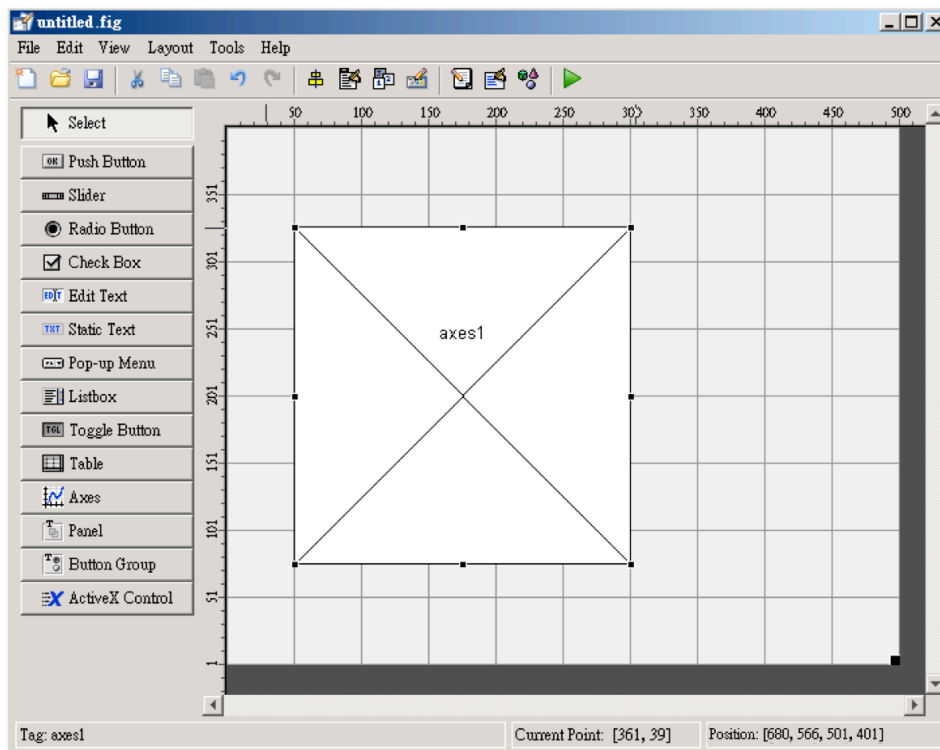 untitled.fig
File Edit View Layout Tools Help
Select
Push Button
Slider
Radio Button
Check Box
Edit Text
Static Text
Pop-up Menu
Listbox
Toggle Button
Table
Axes
Panel
Button Group
ActiveX Control
50 100 150 200 250 300 350 400 450 500
351
301
251
201
151
101
51
1
axes1
Tag: axes1 Current Point: [361, 39] Position: [680, 566, 501, 401]